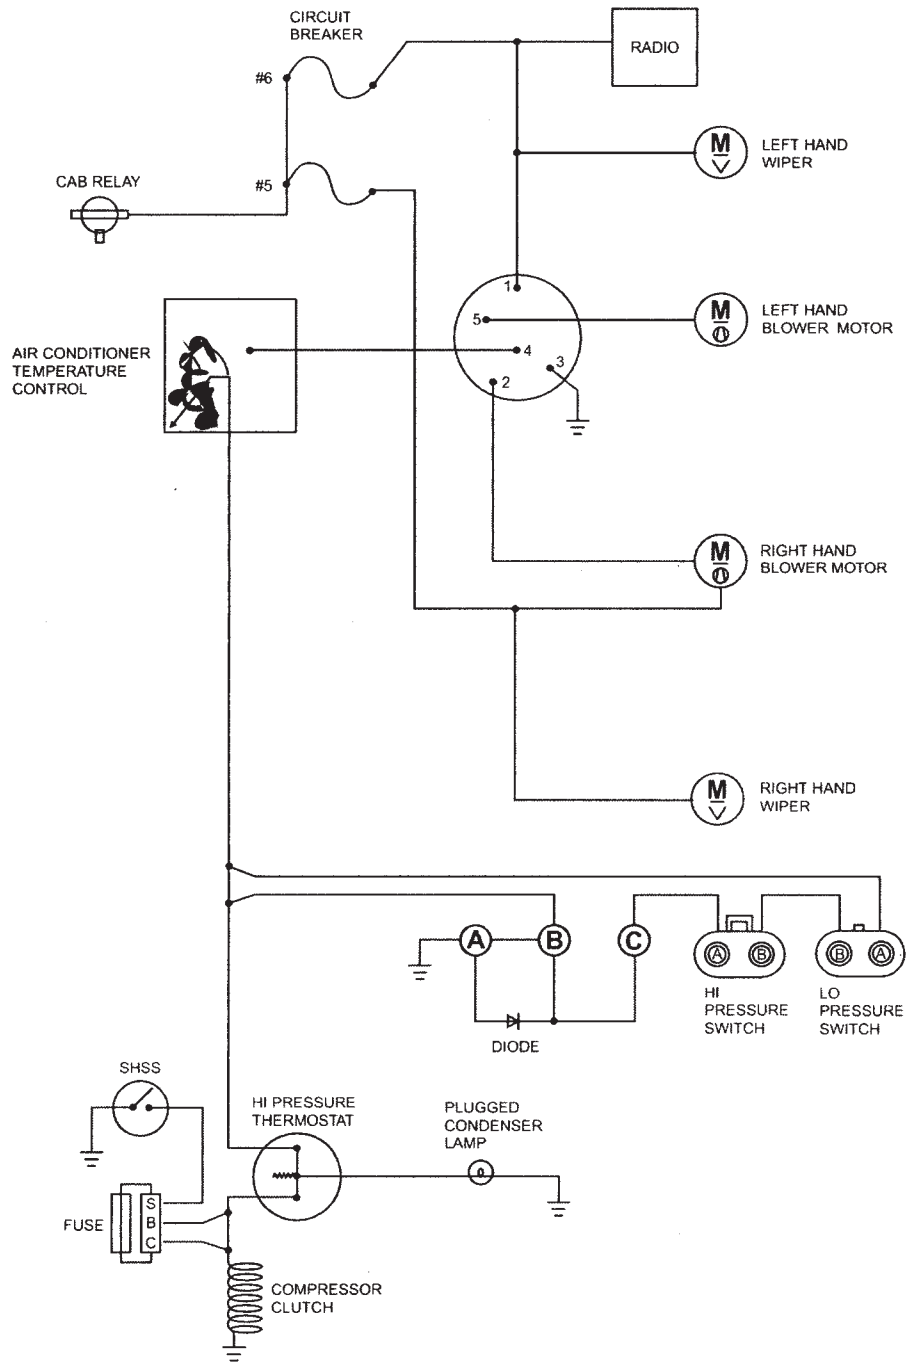 CIRCUIT
BREAKER
RADIO
#6
M
LEFT HAND
WIPER
#5
CAB RELAY
1
5
M
LEFT HAND
BLOWER MOTOR
AIR CONDITIONER
TEMPERATURE
CONTROL
4
3
2
M
RIGHT HAND
BLOWER MOTOR
M
RIGHT HAND
WIPER
A
B
C
A
B
B
A
HI
PRESSURE
SWITCH
LO
PRESSURE
SWITCH
DIODE
SHSS
HI PRESSURE
THERMOSTAT
PLUGGED
CONDENSER
LAMP
FUSE
S
B
C
COMPRESSOR
CLUTCH